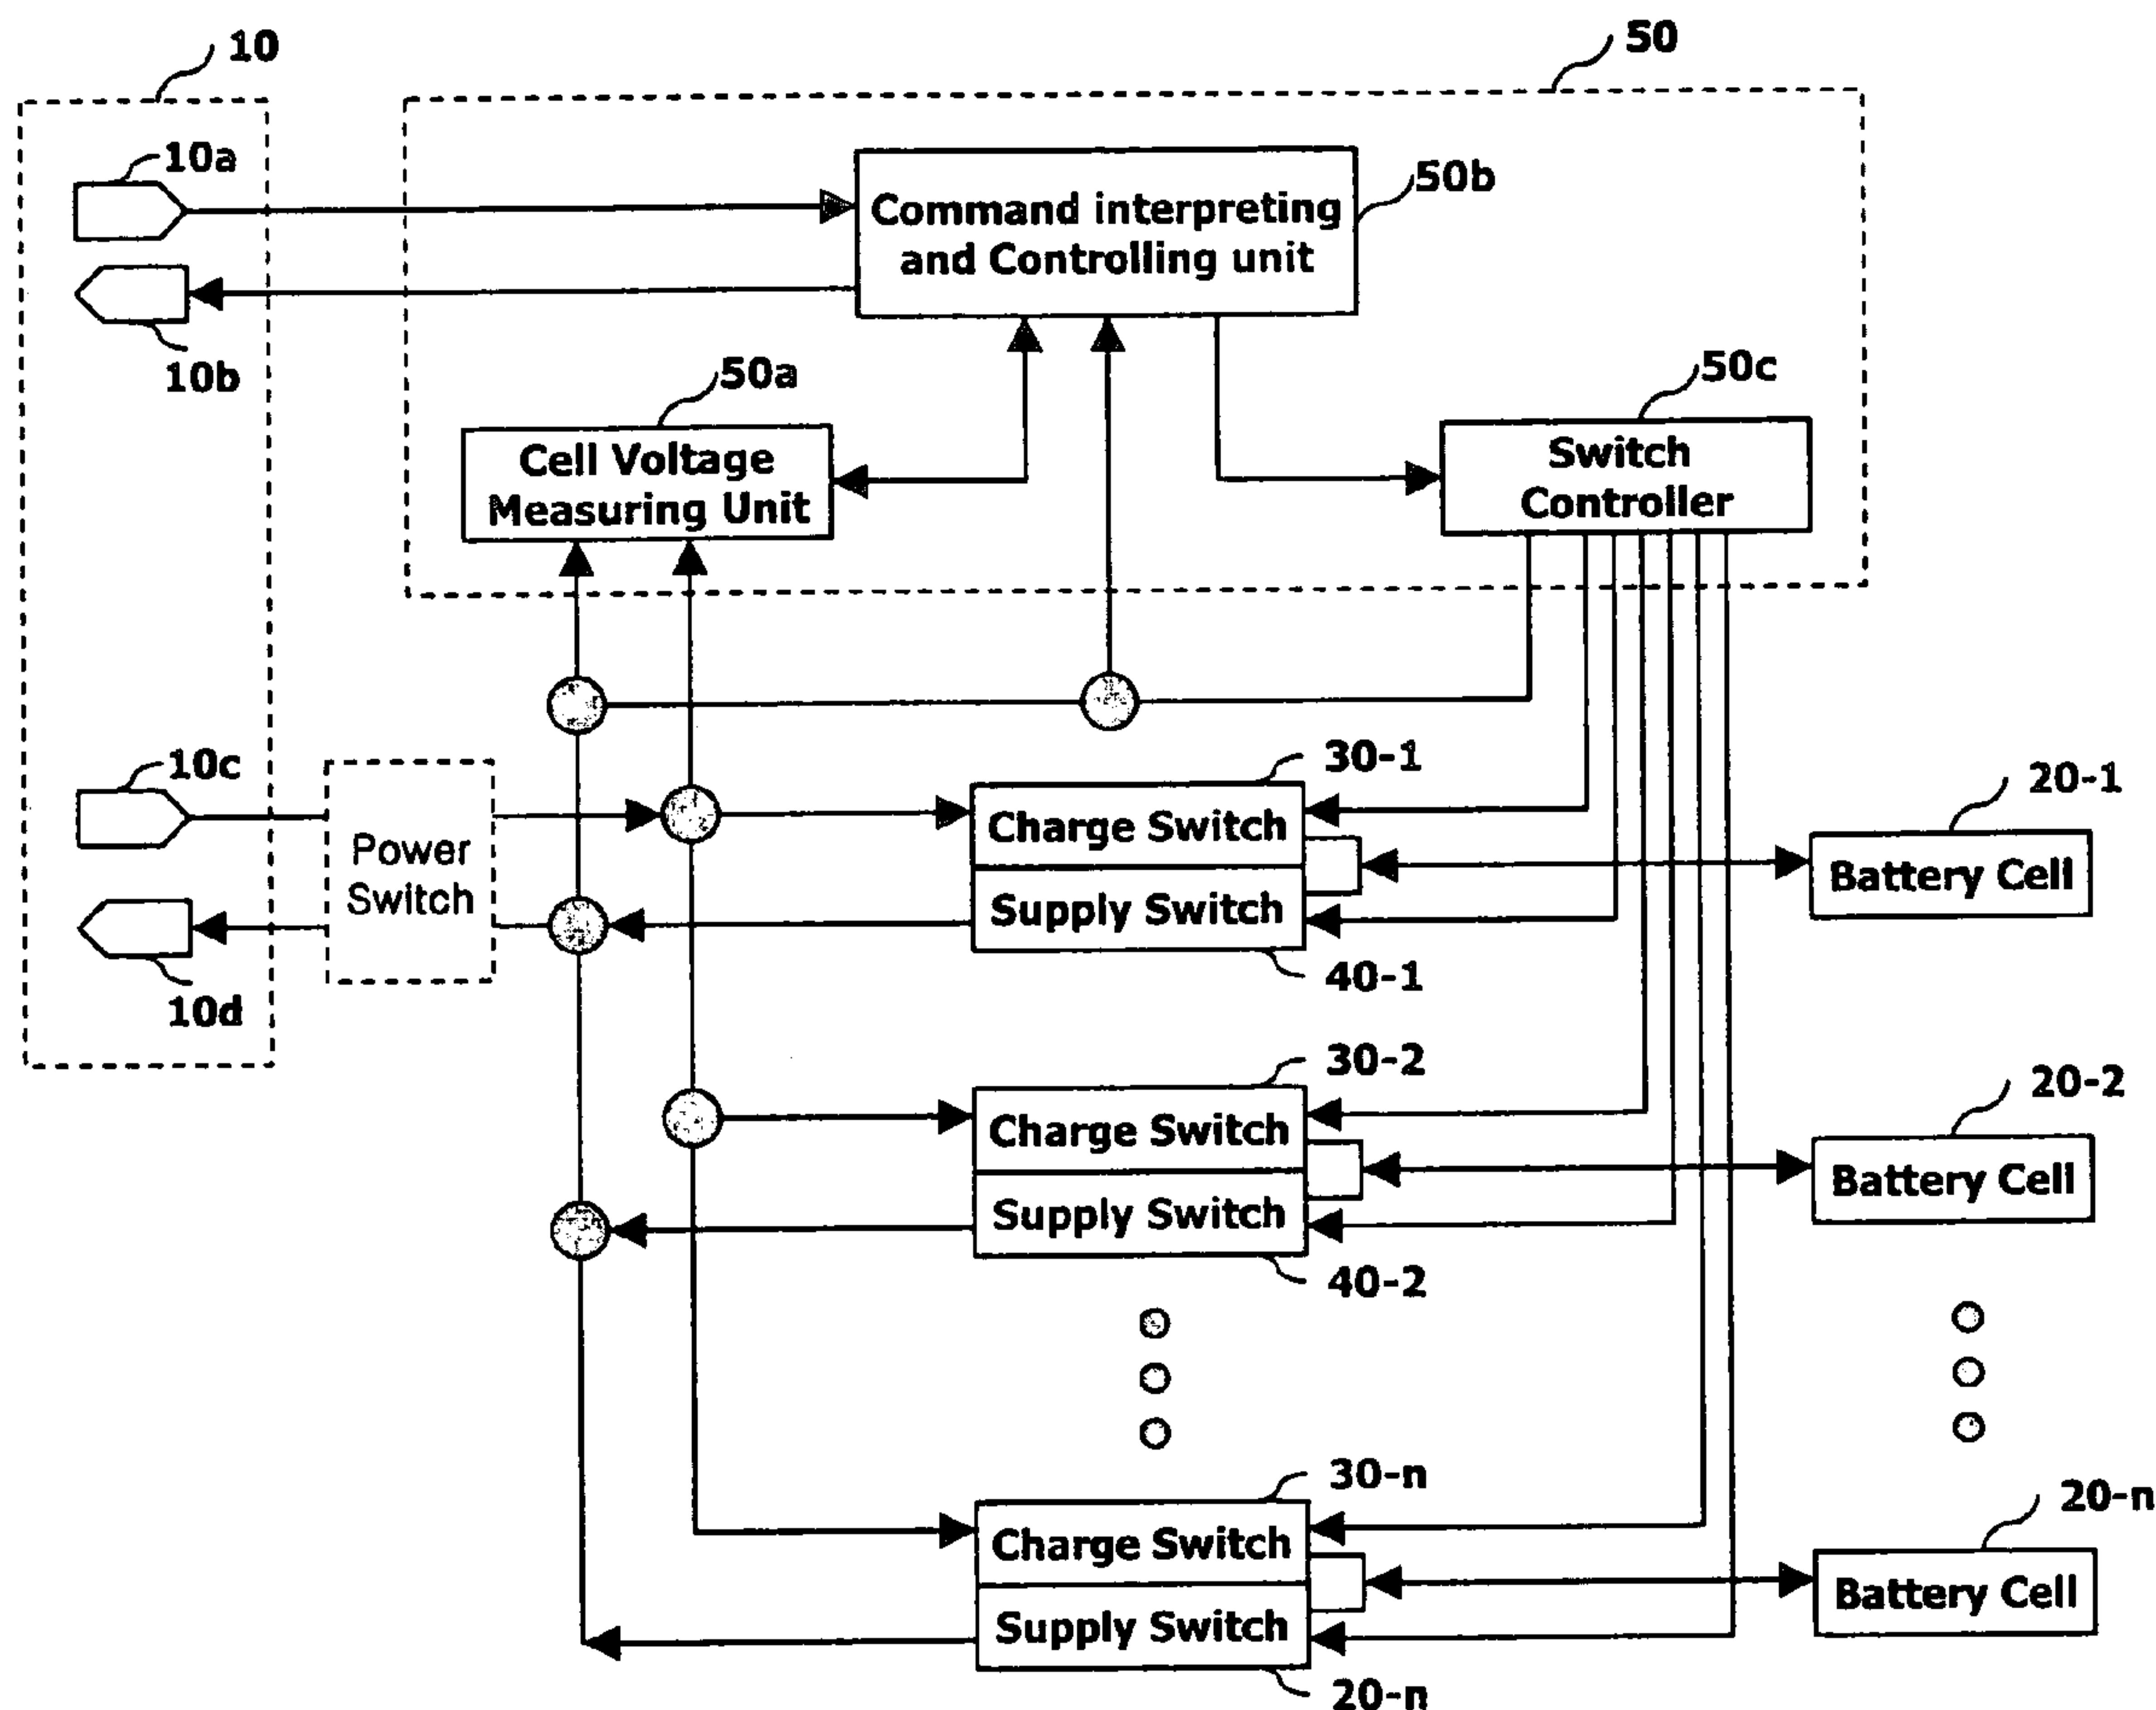 10
50
10a
50b
Command interpreting
and Controlling unit
10b
50a
50c
Cell Voltage
Measuring Unit
Switch
Controller
10c
Power
Switch
10d
30-1
Charge Switch
Supply Switch
40-1
20-1
Battery Cell
30-2
Charge Switch
Supply Switch
40-2
20-2
Battery Cell
30-n
Charge Switch
Supply Switch
20-n
20-n
Battery Cell